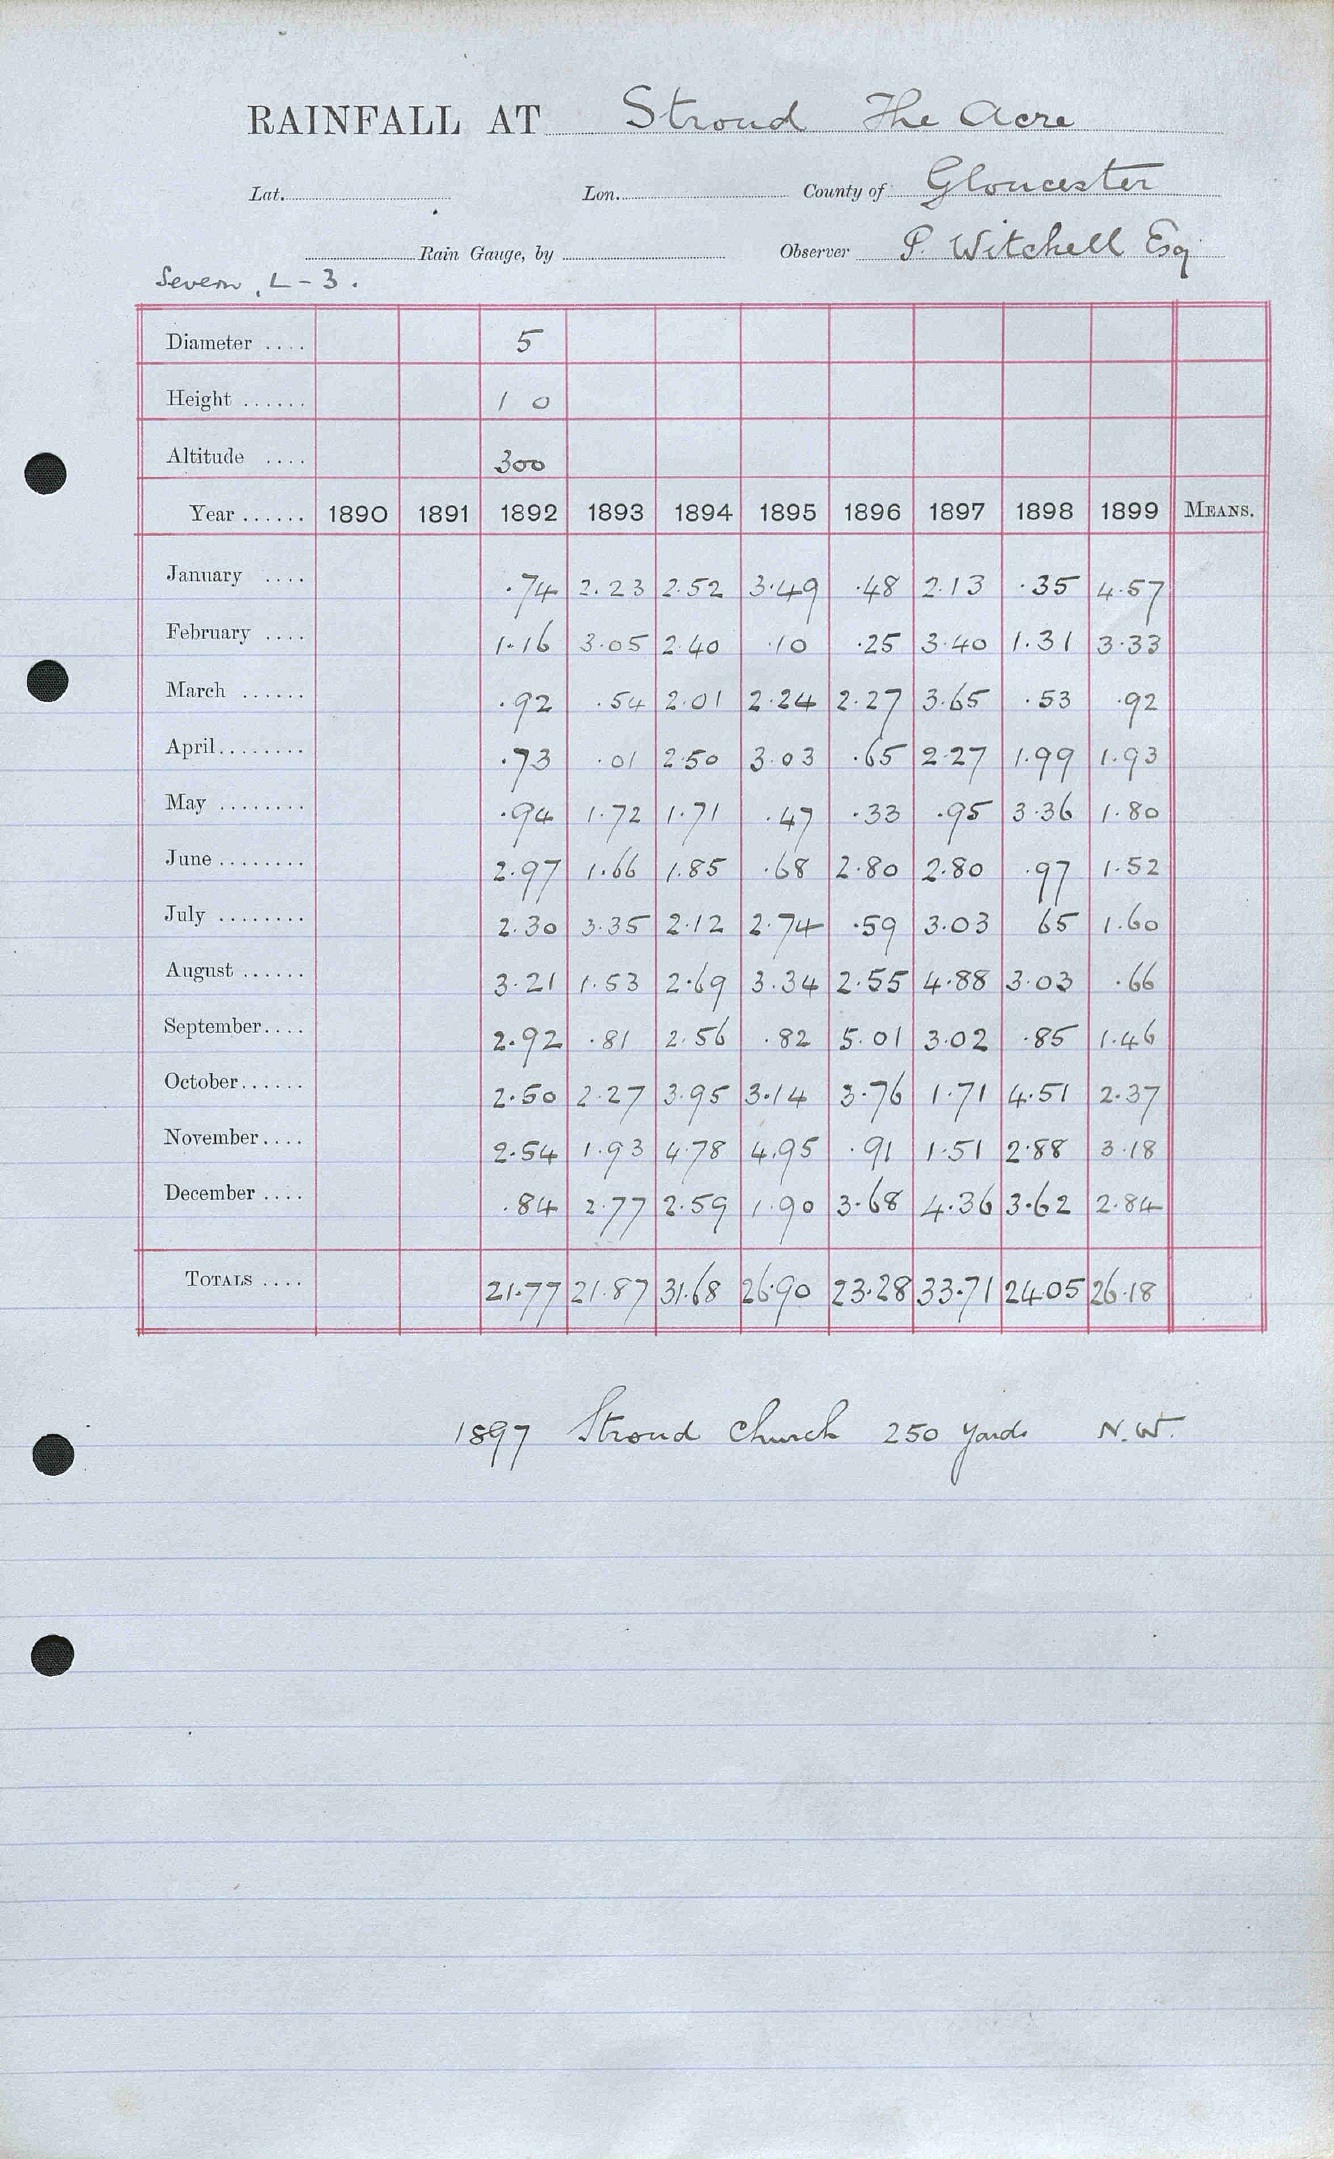 RAINFALL AT Stroud The Acre
Lat. Lon. County of Gloucester
Rain Gauge, by Observer P. Witchell Esq
Severn, L-3.
Diameter .... 5
Height ...... 1 0
Altitude .... 300
Year ...... 1890 1891 1892 1893 1894 1895 1896 1897 1898 1899 MEANS.
January .... .74 2.23 2.52 3.49 .48 2.13 .35 4.57
February .... 1.16 3.05 2.40 .10 .25 3.40 1.31 3.33
March ...... .92 .54 2.01 2.24 2.27 3.65 .53 .92
April........ .73 .01 2.50 3.03 .65 2.27 1.99 1.93
May ........ .94 1.72 1.71 .47 .33 .95 3.36 1.80
June ........ 2.97 1.66 1.85 .68 2.80 2.80 .97 1.52
July ........ 2.30 3.35 2.12 2.74 .59 3.03 65 1.60
August ...... 3.21 1.53 2.69 3.34 2.55 4.88 3.03 .66
September.... 2.92 .81 2.56 .82 5.01 3.02 .85 1.46
October...... 2.50 2.27 3.95 3.14 3.76 1.71 4.51 2.37
November.... 2.54 1.93 4.78 4.95 .91 1.51 2.88 3.18
December .... .84 2.77 2.59 1.90 3.68 4.36 3.62 2.84
TOTALS .... 21.77 21.87 31.68 26.90 23.28 33.71 24.05 26.18
1897 Stroud Church 250 yards N.W.